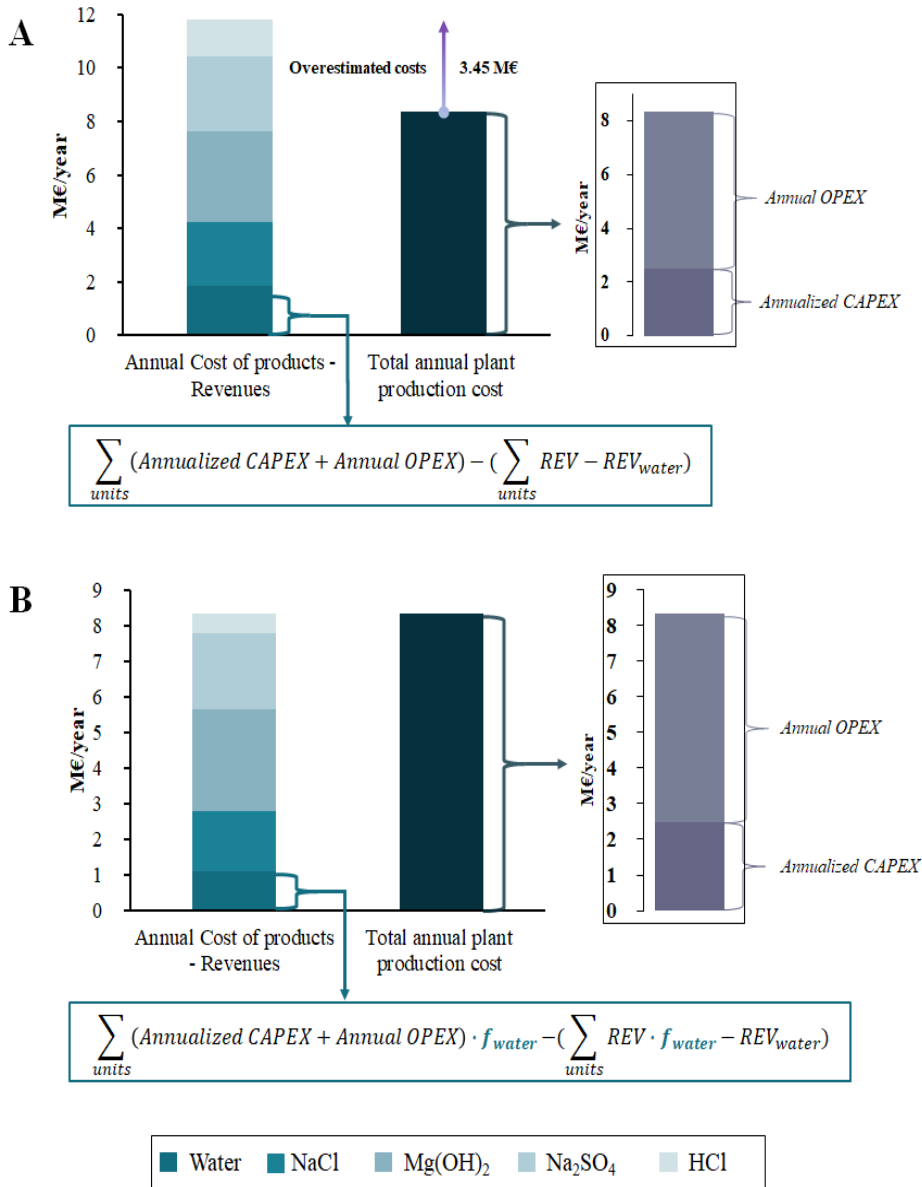 A
M€/year
12
10
8
6
4
2
0
Overestimated costs 3.45 M€
Annual Cost of products -
Revenues
Total annual plant
production cost
M€/year
8
6
4
2
0
Annual OPEX
Annualized CAPEX
∑units (Annualized CAPEX + Annual OPEX) − (∑units REV − REVwater)
B
M€/year
9
8
7
6
5
4
3
2
1
0
Annual Cost of products
- Revenues
Total annual plant
production cost
M€/year
9
8
7
6
5
4
3
2
1
0
Annual OPEX
Annualized CAPEX
∑units (Annualized CAPEX + Annual OPEX) · fwater −(∑units REV · fwater − REVwater)
Water NaCl Mg(OH)₂ Na₂SO₄ HCl